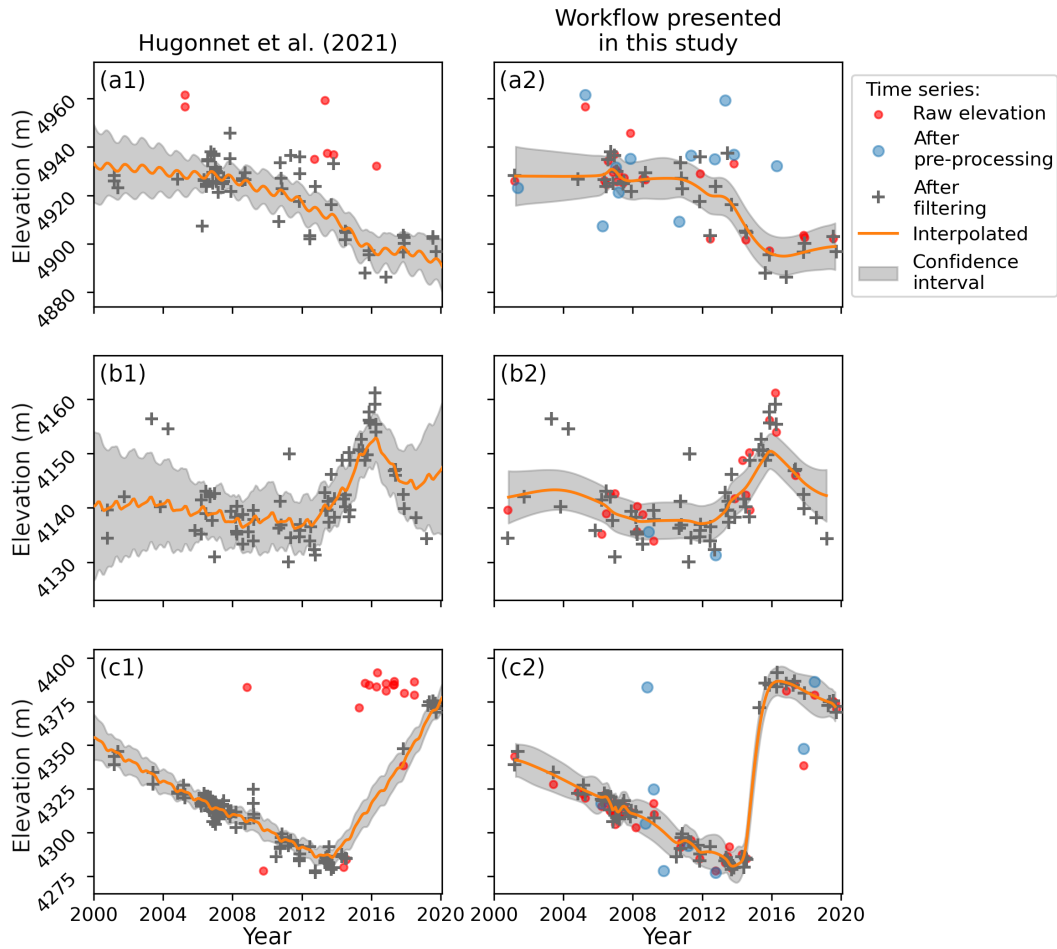 Hugonnet et al. (2021)
Workflow presented
in this study
(a1)
Elevation (m)
4960
4940
4920
4900
4880
(a2)
Time series:
Raw elevation
After
pre-processing
After
filtering
Interpolated
Confidence
interval
(b1)
Elevation (m)
4160
4150
4140
4130
(b2)
(c1)
Elevation (m)
4400
4375
4350
4325
4300
4275
2000 2004 2008 2012 2016 2020
Year
(c2)
2000 2004 2008 2012 2016 2020
Year